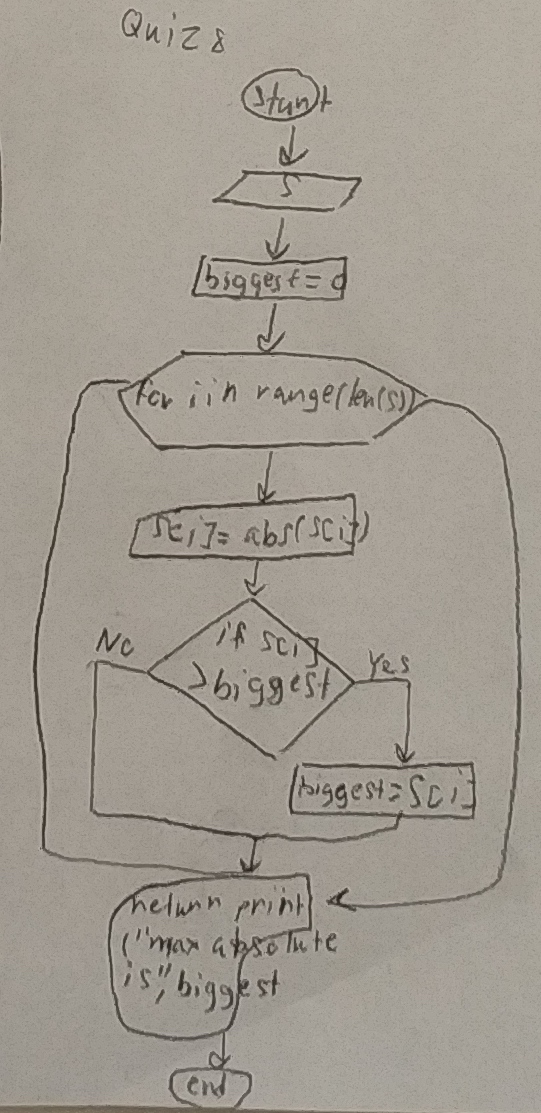 Quiz 8
start
S
biggest = 0
for i in range(len(s))
s[i] = abs(s[i])
if s[i]
No
Yes
>biggest
biggest = S[i]
return print
("max absolute
is", biggest
end